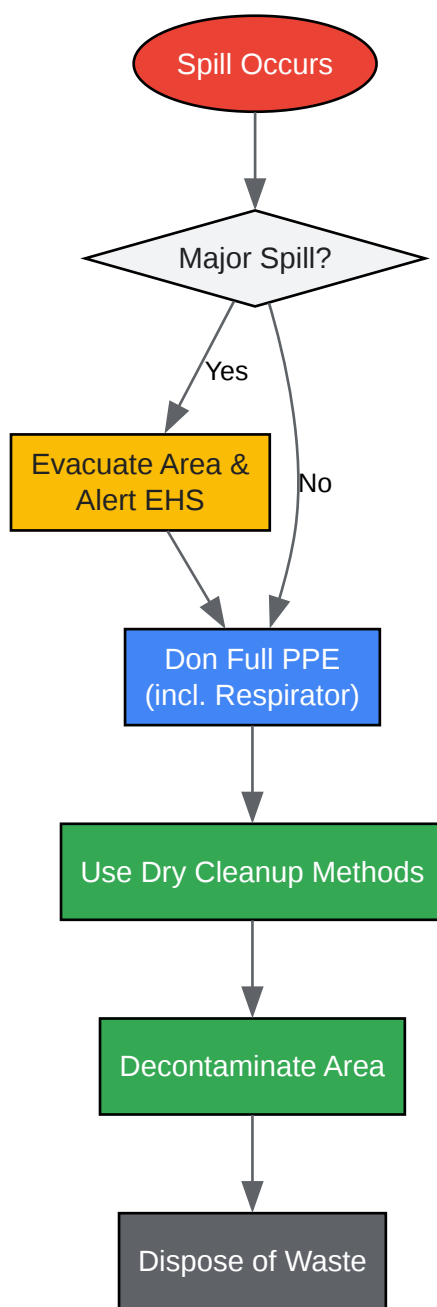 Spill Occurs
Major Spill?
Yes
Evacuate Area &
Alert EHS
No
Don Full PPE
(incl. Respirator)
Use Dry Cleanup Methods
Decontaminate Area
Dispose of Waste